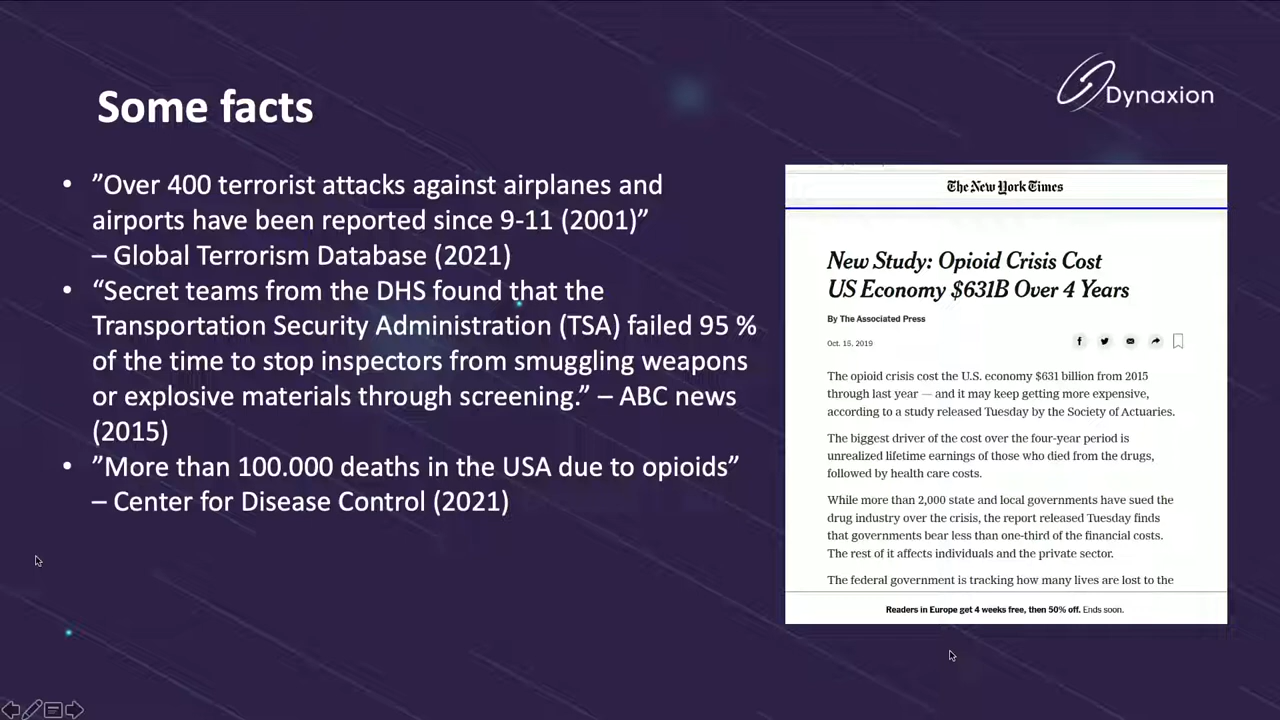 Some facts
Dynaxion
• ”Over 400 terrorist attacks against airplanes and
airports have been reported since 9-11 (2001)”
– Global Terrorism Database (2021)
• “Secret teams from the DHS found that the
Transportation Security Administration (TSA) failed 95 %
of the time to stop inspectors from smuggling weapons
or explosive materials through screening.” – ABC news
(2015)
• ”More than 100.000 deaths in the USA due to opioids”
– Center for Disease Control (2021)
The New York Times
New Study: Opioid Crisis Cost
US Economy $631B Over 4 Years
By The Associated Press
Oct. 15, 2019
The opioid crisis cost the U.S. economy $631 billion from 2015
through last year — and it may keep getting more expensive,
according to a study released Tuesday by the Society of Actuaries.
The biggest driver of the cost over the four-year period is
unrealized lifetime earnings of those who died from the drugs,
followed by health care costs.
While more than 2,000 state and local governments have sued the
drug industry over the crisis, the report released Tuesday finds
that governments bear less than one-third of the financial costs.
The rest of it affects individuals and the private sector.
The federal government is tracking how many lives are lost to the
Readers in Europe get 4 weeks free, then 50% off. Ends soon.